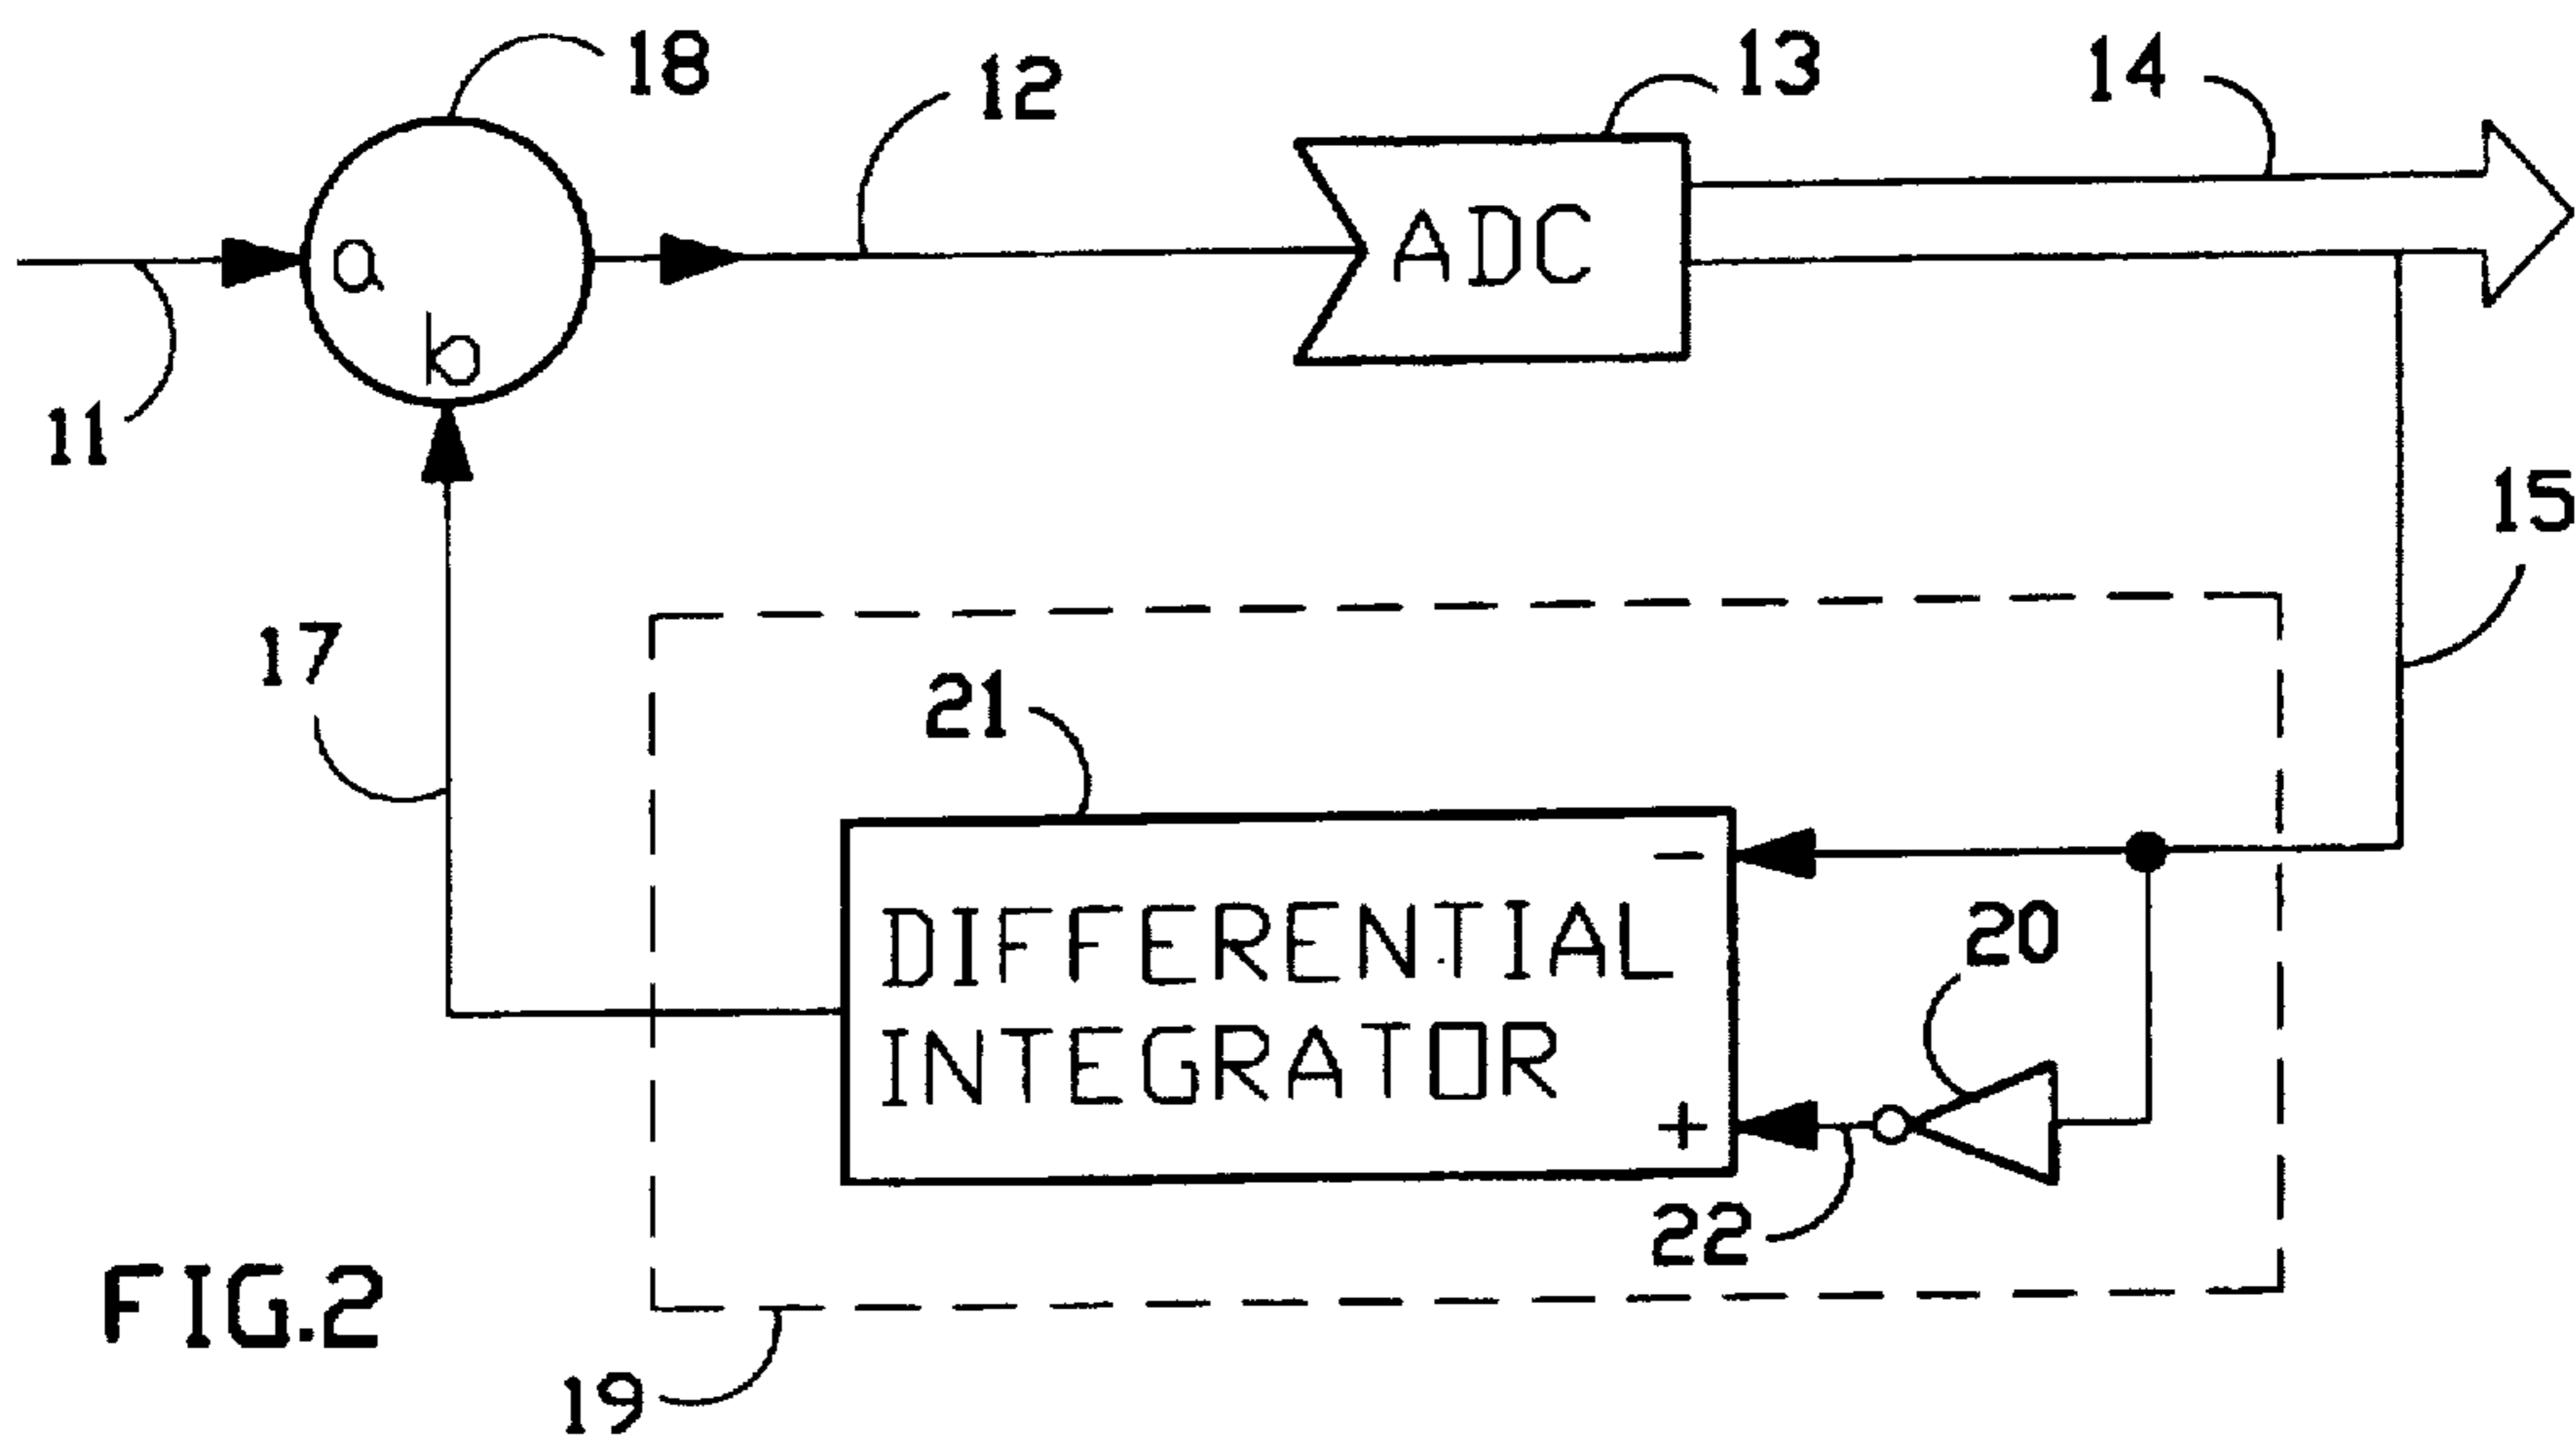 18
12
13
14
a
b
ADC
11
15
17
21
-
DIFFERENTIAL
INTEGRATOR
20
+
22
FIG.2
19